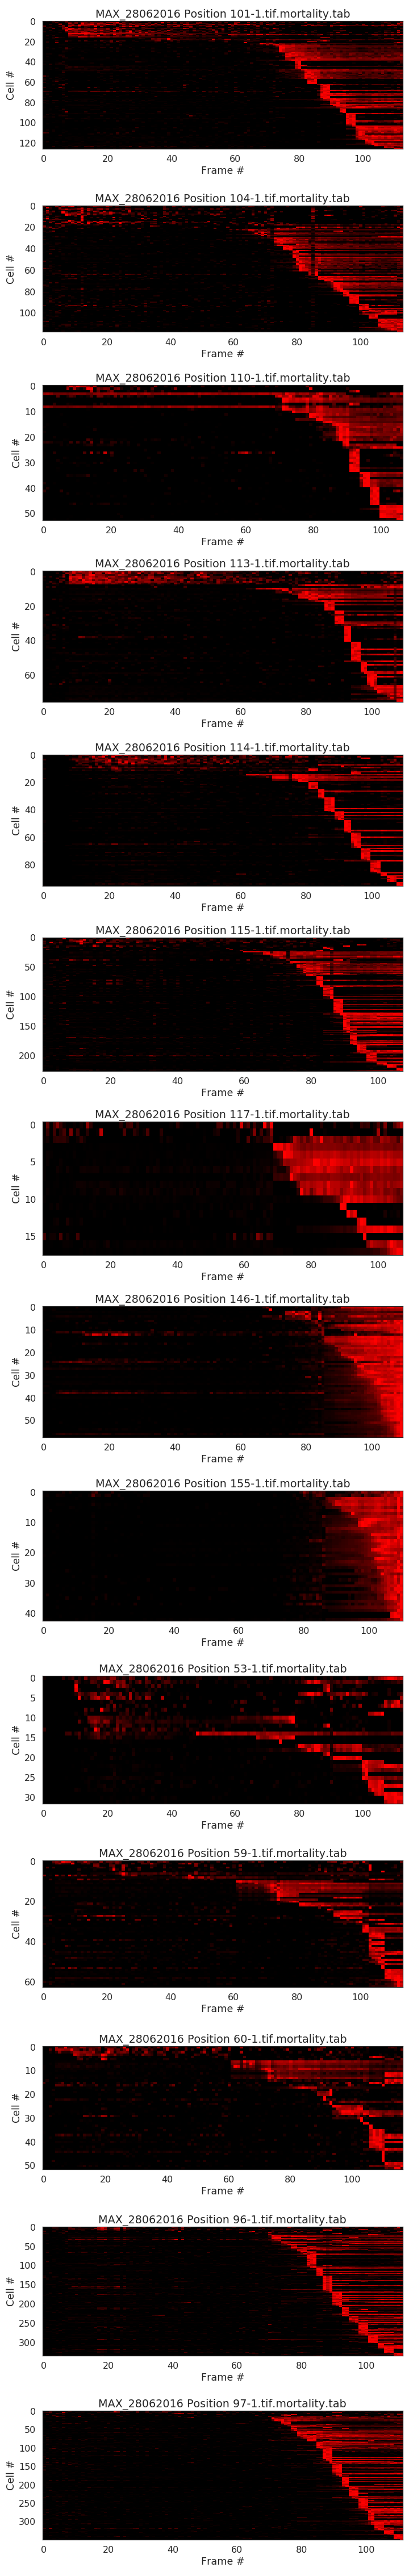 MAX_28062016 Position 101-1.tif.mortality.tab
0
20
40
60
80
100
120
Cell #
0 20 40 60 80 100
Frame #
MAX_28062016 Position 104-1.tif.mortality.tab
0
20
40
60
80
100
Cell #
0 20 40 60 80 100
Frame #
MAX_28062016 Position 110-1.tif.mortality.tab
0
10
20
30
40
50
Cell #
0 20 40 60 80 100
Frame #
MAX_28062016 Position 113-1.tif.mortality.tab
0
20
40
60
Cell #
0 20 40 60 80 100
Frame #
MAX_28062016 Position 114-1.tif.mortality.tab
0
20
40
60
80
Cell #
0 20 40 60 80 100
Frame #
MAX_28062016 Position 115-1.tif.mortality.tab
0
50
100
150
200
Cell #
0 20 40 60 80 100
Frame #
MAX_28062016 Position 117-1.tif.mortality.tab
0
5
10
15
Cell #
0 20 40 60 80 100
Frame #
MAX_28062016 Position 146-1.tif.mortality.tab
0
10
20
30
40
50
Cell #
0 20 40 60 80 100
Frame #
MAX_28062016 Position 155-1.tif.mortality.tab
0
10
20
30
40
Cell #
0 20 40 60 80 100
Frame #
MAX_28062016 Position 53-1.tif.mortality.tab
0
5
10
15
20
25
30
Cell #
0 20 40 60 80 100
Frame #
MAX_28062016 Position 59-1.tif.mortality.tab
0
20
40
60
Cell #
0 20 40 60 80 100
Frame #
MAX_28062016 Position 60-1.tif.mortality.tab
0
10
20
30
40
50
Cell #
0 20 40 60 80 100
Frame #
MAX_28062016 Position 96-1.tif.mortality.tab
0
50
100
150
200
250
300
Cell #
0 20 40 60 80 100
Frame #
MAX_28062016 Position 97-1.tif.mortality.tab
0
50
100
150
200
250
300
Cell #
0 20 40 60 80 100
Frame #